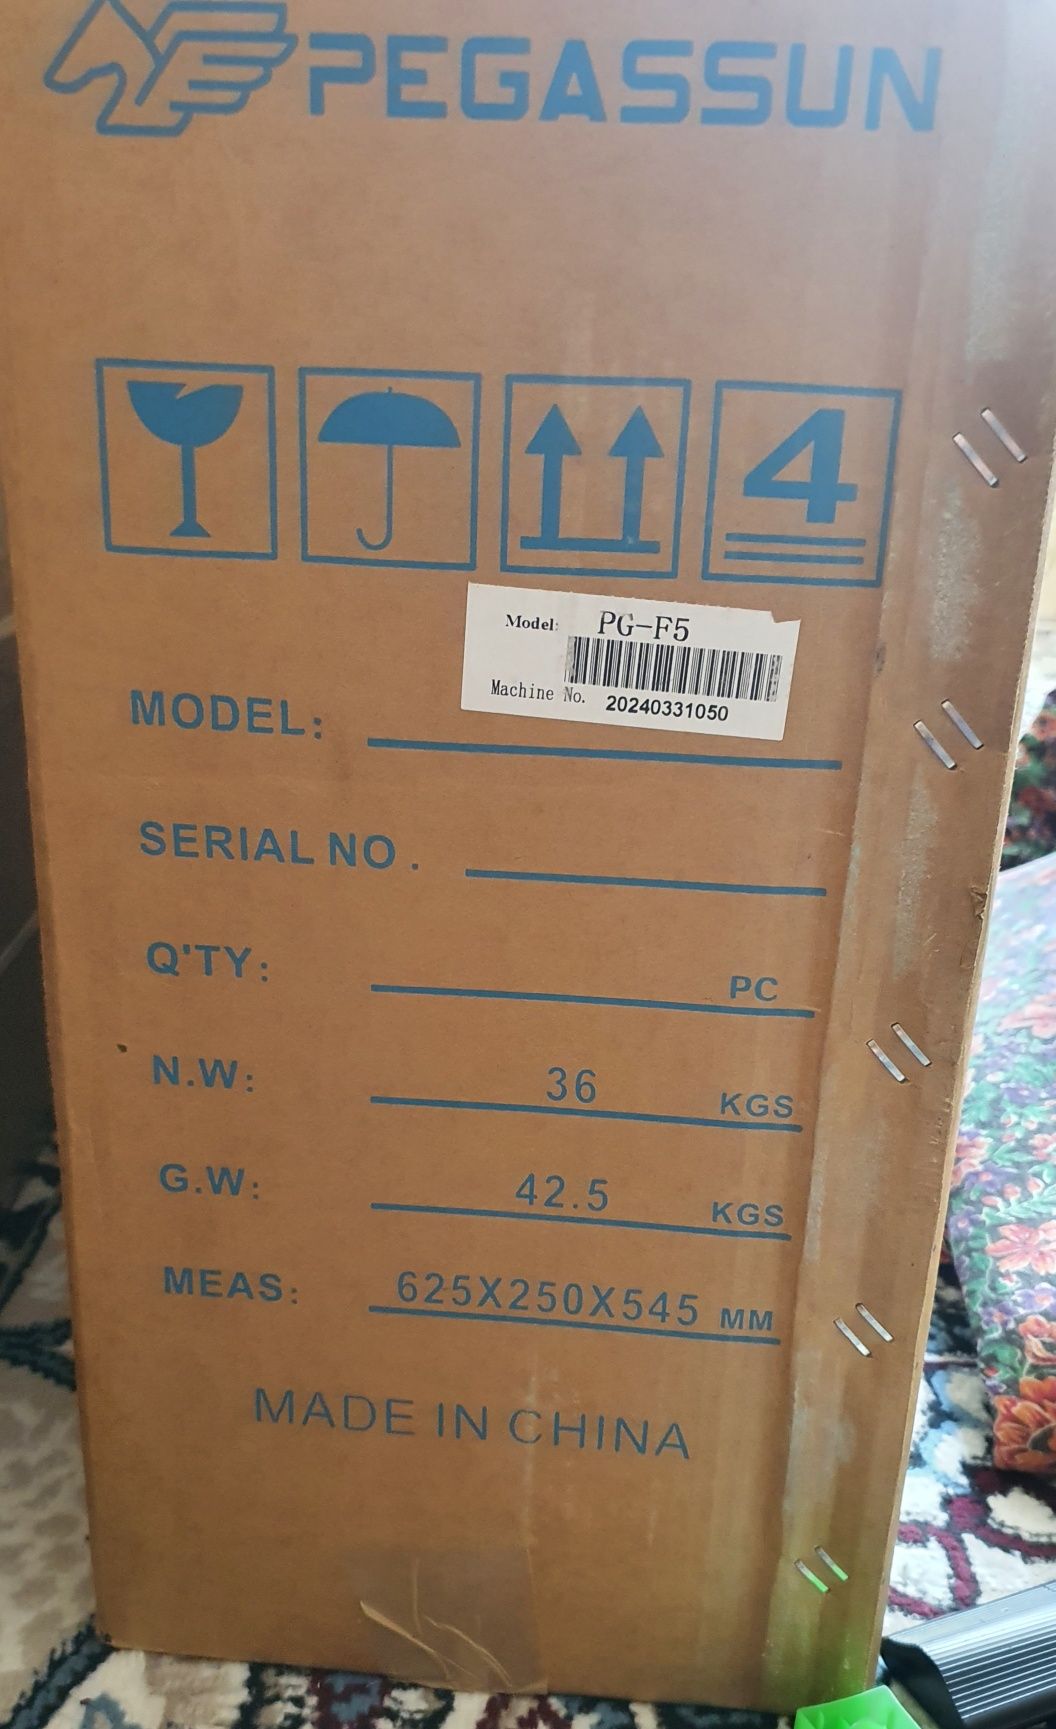 PEGASSUN
4
Model: PG-F5
Machine No. 20240331050
MODEL:
SERIAL NO.
Q'TY: PC
N.W: 36 KGS
G.W: 42.5 KGS
MEAS: 625X250X545 MM
MADE IN CHINA